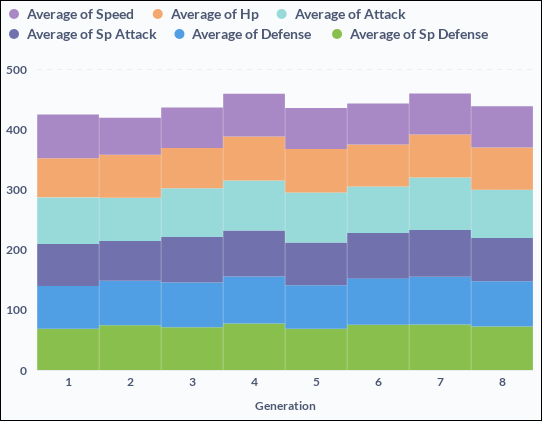 Average of Speed Average of Hp Average of Attack
Average of Sp Attack Average of Defense Average of Sp Defense
500
400
300
200
100
0
1 2 3 4 5 6 7 8
Generation